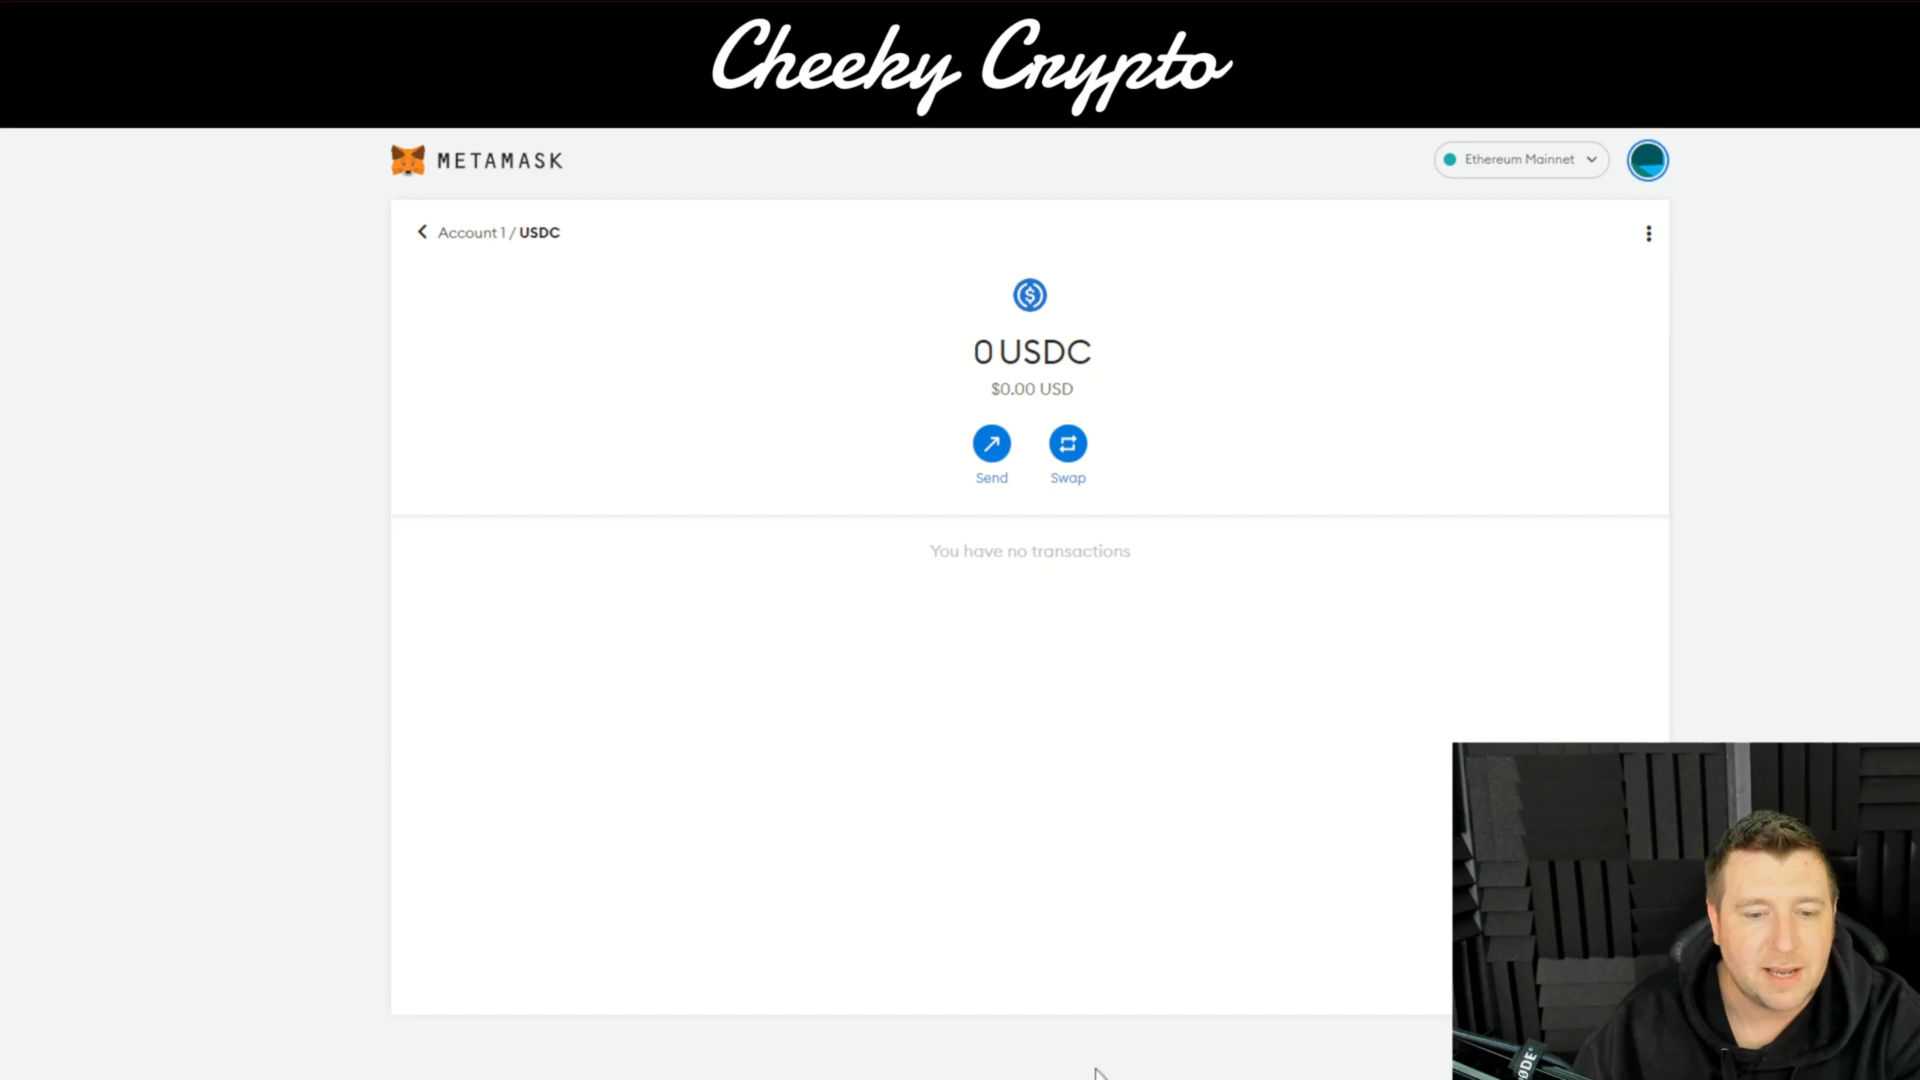 Cheeky Crypto
METAMASK
Ethereum Mainnet
Account 1 / USDC
0 USDC
$0.00 USD
Send
Swap
You have no transactions
RØDE